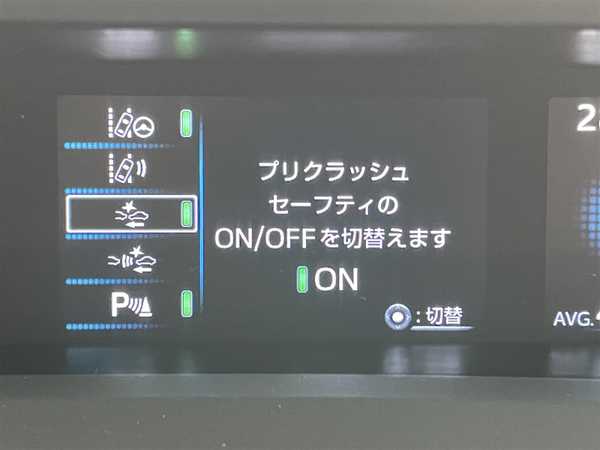 プリクラッシュ
セーフティの
ON/OFFを切替えます
ON
:切替
P
AVG.